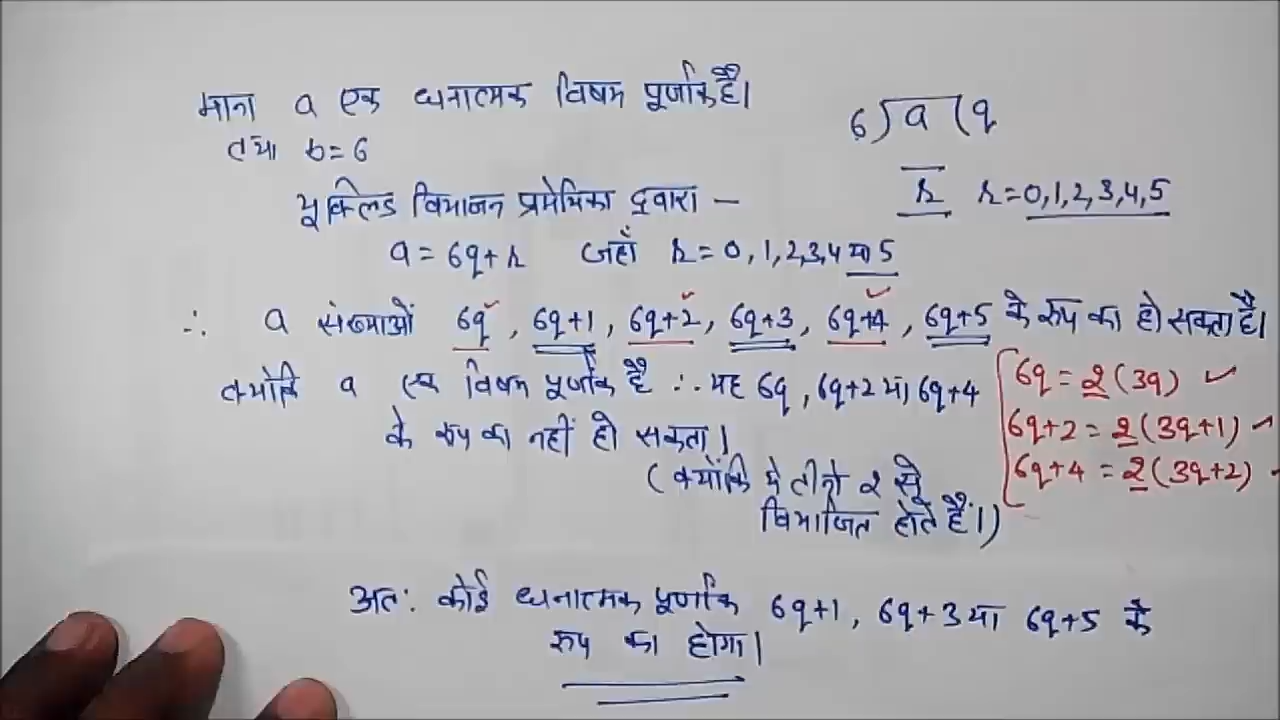 माना a एक धनात्मक विषम पूर्णांक है।
तथा b=6
6)a(q
r r=0,1,2,3,4,5
यूक्लिड विभाजन प्रमेयिका द्वारा –
a = 6q+r जहाँ r=0,1,2,3,4 या 5
∴ a संख्याओं 6q, 6q+1, 6q+2, 6q+3, 6q+4, 6q+5 के रूप का हो सकता है।
क्योंकि a एक विषम पूर्णांक है ∴ यह 6q, 6q+2 या 6q+4
के रूप का नहीं हो सकता।
(क्योंकि ये तीनो 2 से
विभाजित होते हैं।)
6q = 2(3q) ✓
6q+2 = 2(3q+1) ✓
6q+4 = 2(3q+2)
अतः कोई धनात्मक पूर्णांक 6q+1, 6q+3 या 6q+5 के
रूप का होगा।